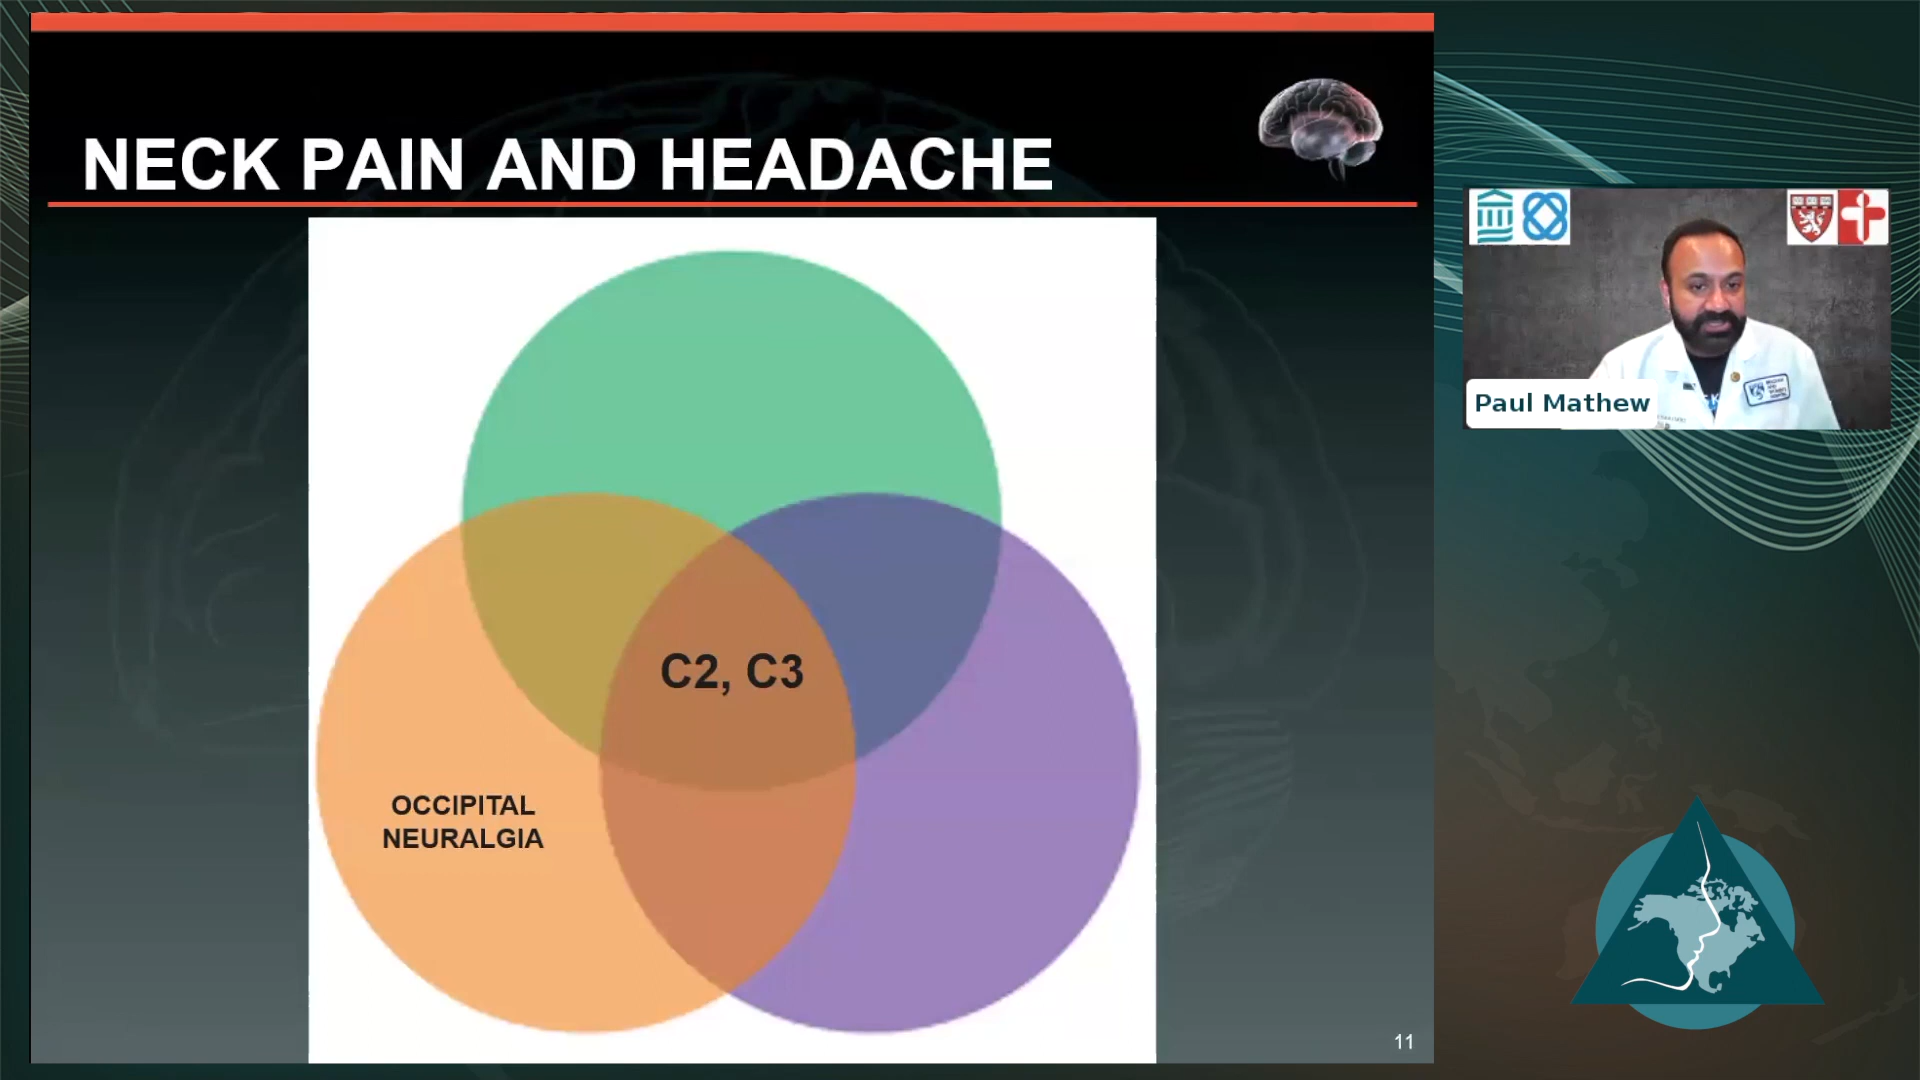 NECK PAIN AND HEADACHE
C2, C3
OCCIPITAL
NEURALGIA
11
Paul Mathew